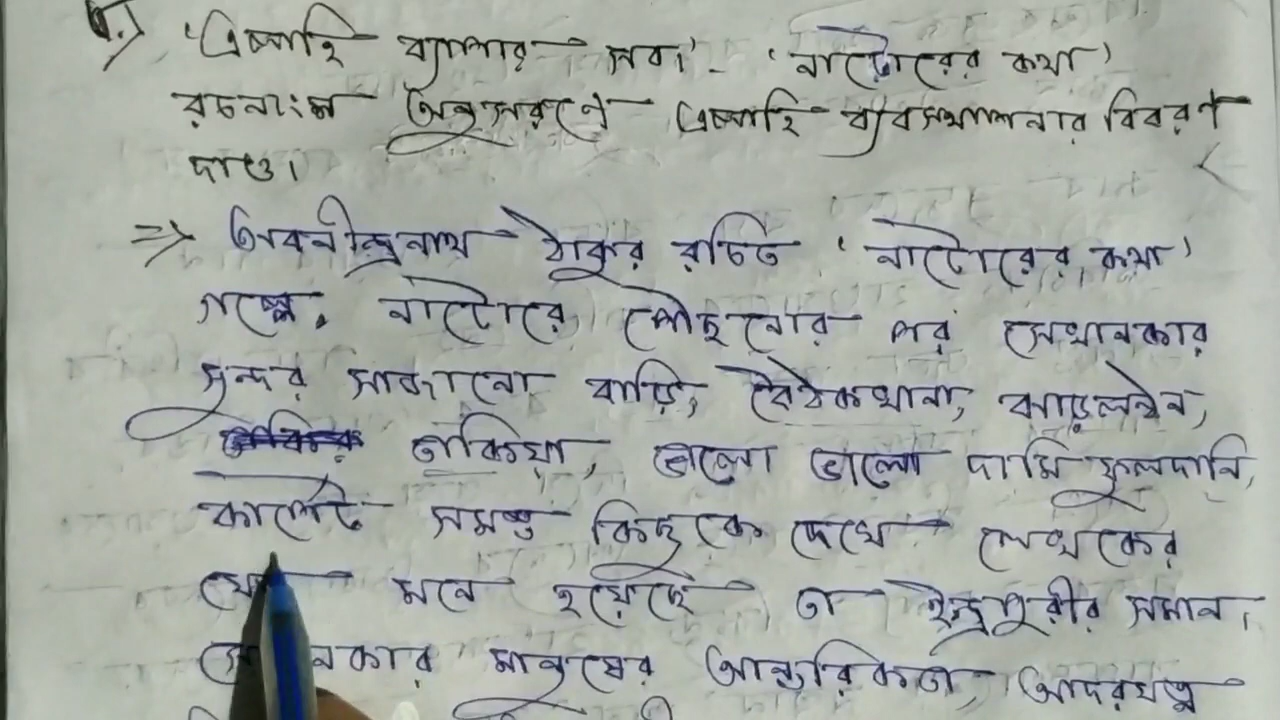 'এলাহি ব্যাপার সব।' - 'নাটোরের কথা'
রচনাংশ অনুসরণে এলাহি ব্যবস্থাপনার বিবরণ
দাও।
=> অবনীন্দ্রনাথ ঠাকুর রচিত 'নাটোরের কথা'
গল্পে, নাটোরে পৌছনোর পর সেখানকার
সুন্দর সাজানো বাড়ি, বৈঠকখানা, ঝাড়লন্ঠন,
তাকিয়া, ভালো ভালো দামি ফুলদানি,
কার্পেট সমস্ত কিছুকে দেখে লেখকের
মনে হয়েছে তা ইন্দ্রপুরীর সমান।
মানুষের আন্তরিকতা, আদরযত্ন